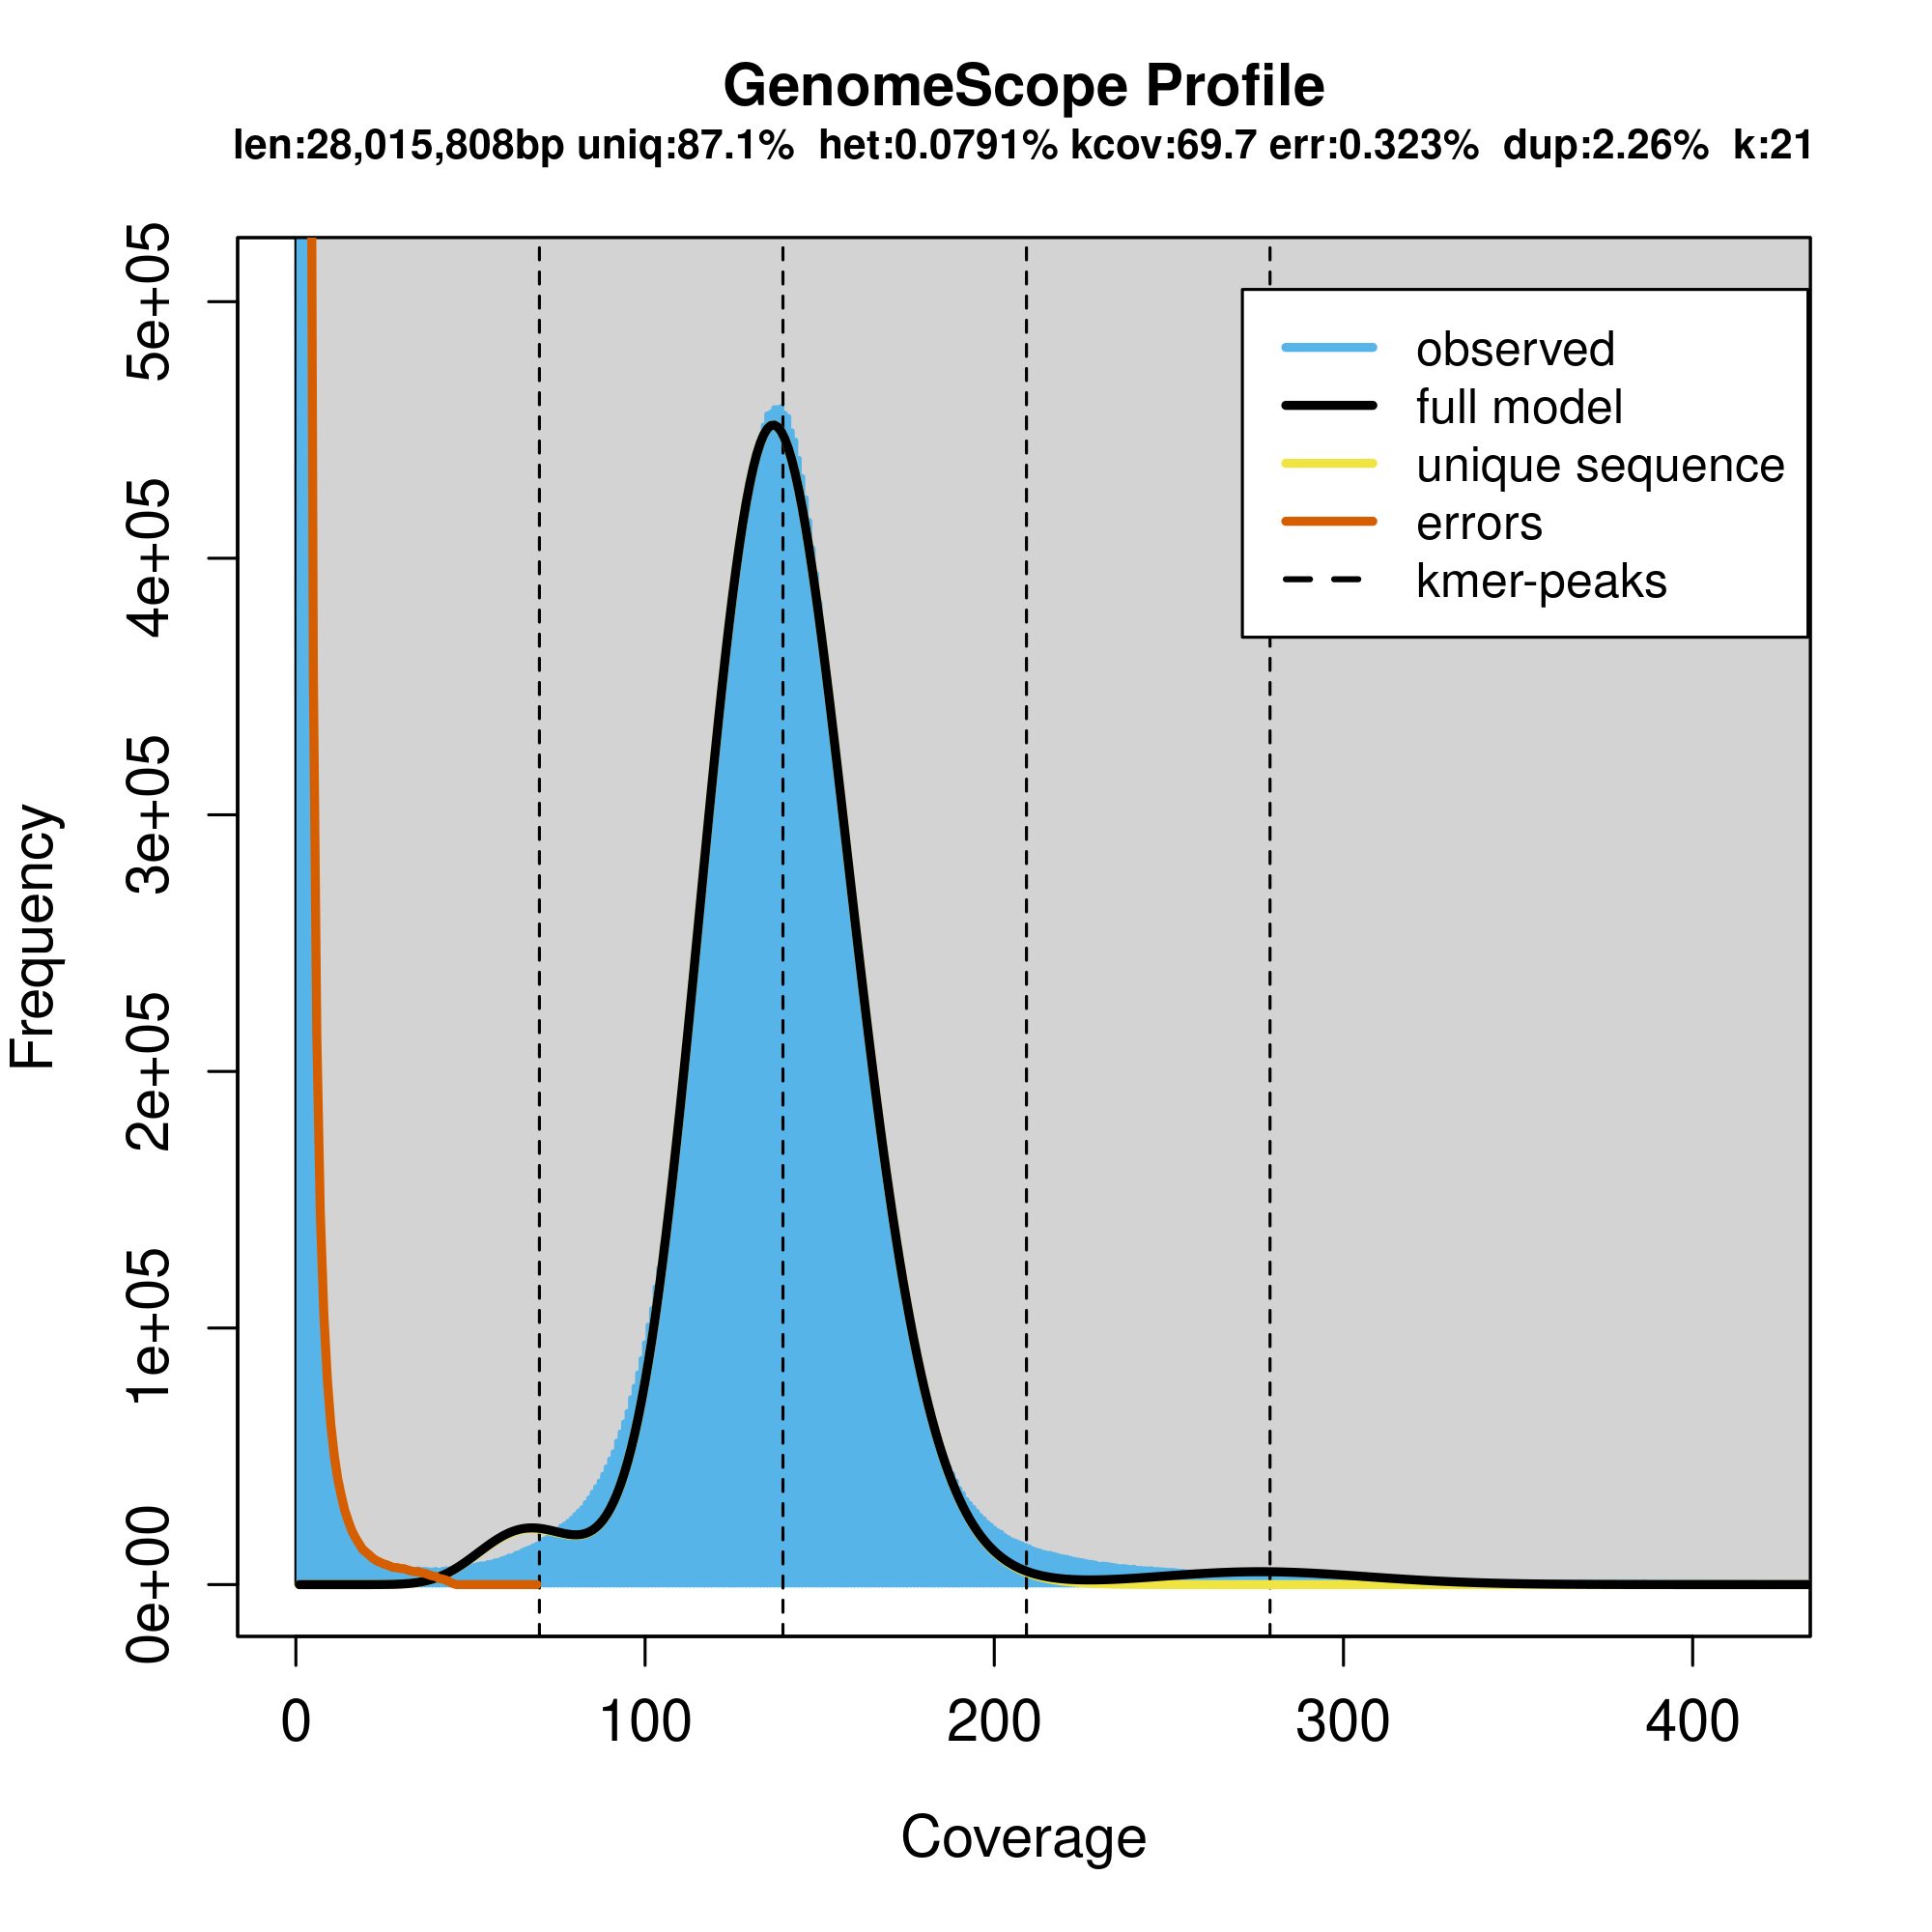 GenomeScope Profile
len:28,015,808bp uniq:87.1% het:0.0791% kcov:69.7 err:0.323% dup:2.26% k:21
observed
full model
unique sequence
errors
kmer-peaks
Frequency
5e+05
4e+05
3e+05
2e+05
1e+05
0e+00
0 100 200 300 400
Coverage